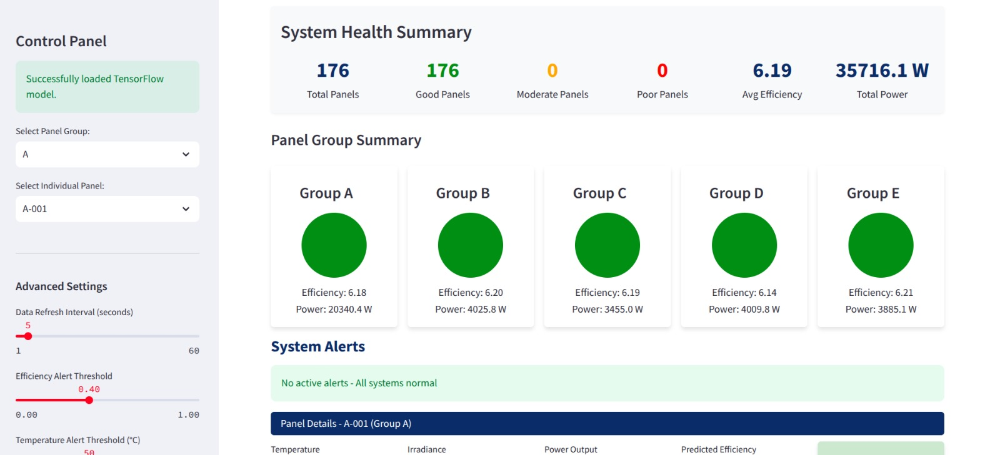 Control Panel
Successfully loaded TensorFlow
model.
Select Panel Group:
A
Select Individual Panel:
A-001
Advanced Settings
Data Refresh Interval (seconds)
5
1 60
Efficiency Alert Threshold
0.40
0.00 1.00
Temperature Alert Threshold (°C)
50
System Health Summary
176 176 0 0 6.19 35716.1 W
Total Panels Good Panels Moderate Panels Poor Panels Avg Efficiency Total Power
Panel Group Summary
Group A Group B Group C Group D Group E
Efficiency: 6.18 Efficiency: 6.20 Efficiency: 6.19 Efficiency: 6.14 Efficiency: 6.21
Power: 20340.4 W Power: 4025.8 W Power: 3455.0 W Power: 4009.8 W Power: 3885.1 W
System Alerts
No active alerts - All systems normal
Panel Details - A-001 (Group A)
Temperature Irradiance Power Output Predicted Efficiency